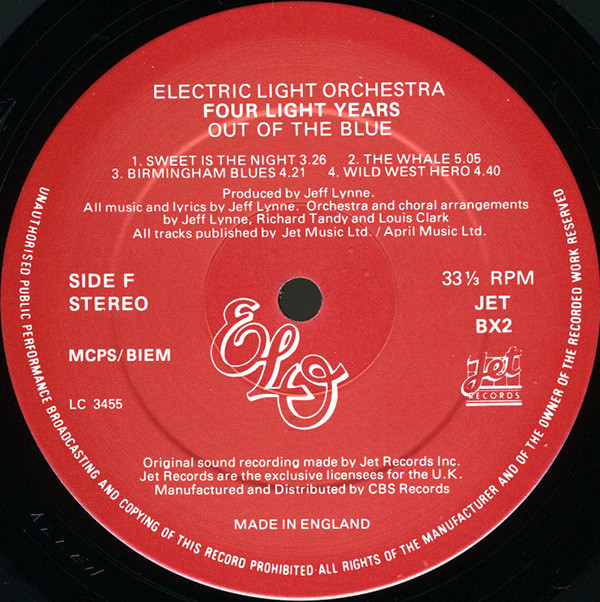 ELECTRIC LIGHT ORCHESTRA
FOUR LIGHT YEARS
OUT OF THE BLUE
1. SWEET IS THE NIGHT 3.26 2. THE WHALE 5.05
3. BIRMINGHAM BLUES 4.21 4. WILD WEST HERO 4.40
Produced by Jeff Lynne.
All music and lyrics by Jeff Lynne. Orchestra and choral arrangements
by Jeff Lynne, Richard Tandy and Louis Clark
All tracks published by Jet Music Ltd. / April Music Ltd.
SIDE F
STEREO
MCPS/BIEM
LC 3455
33⅓ RPM
JET
BX2
ELO
Jet
RECORDS
Original sound recording made by Jet Records Inc.
Jet Records are the exclusive licensees for the U.K.
Manufactured and Distributed by CBS Records
MADE IN ENGLAND
UNAUTHORISED PUBLIC PERFORMANCE BROADCASTING AND COPYING OF THIS RECORD PROHIBITED·ALL RIGHTS OF THE MANUFACTURER AND OF THE OWNER OF THE RECORDED WORK RESERVED